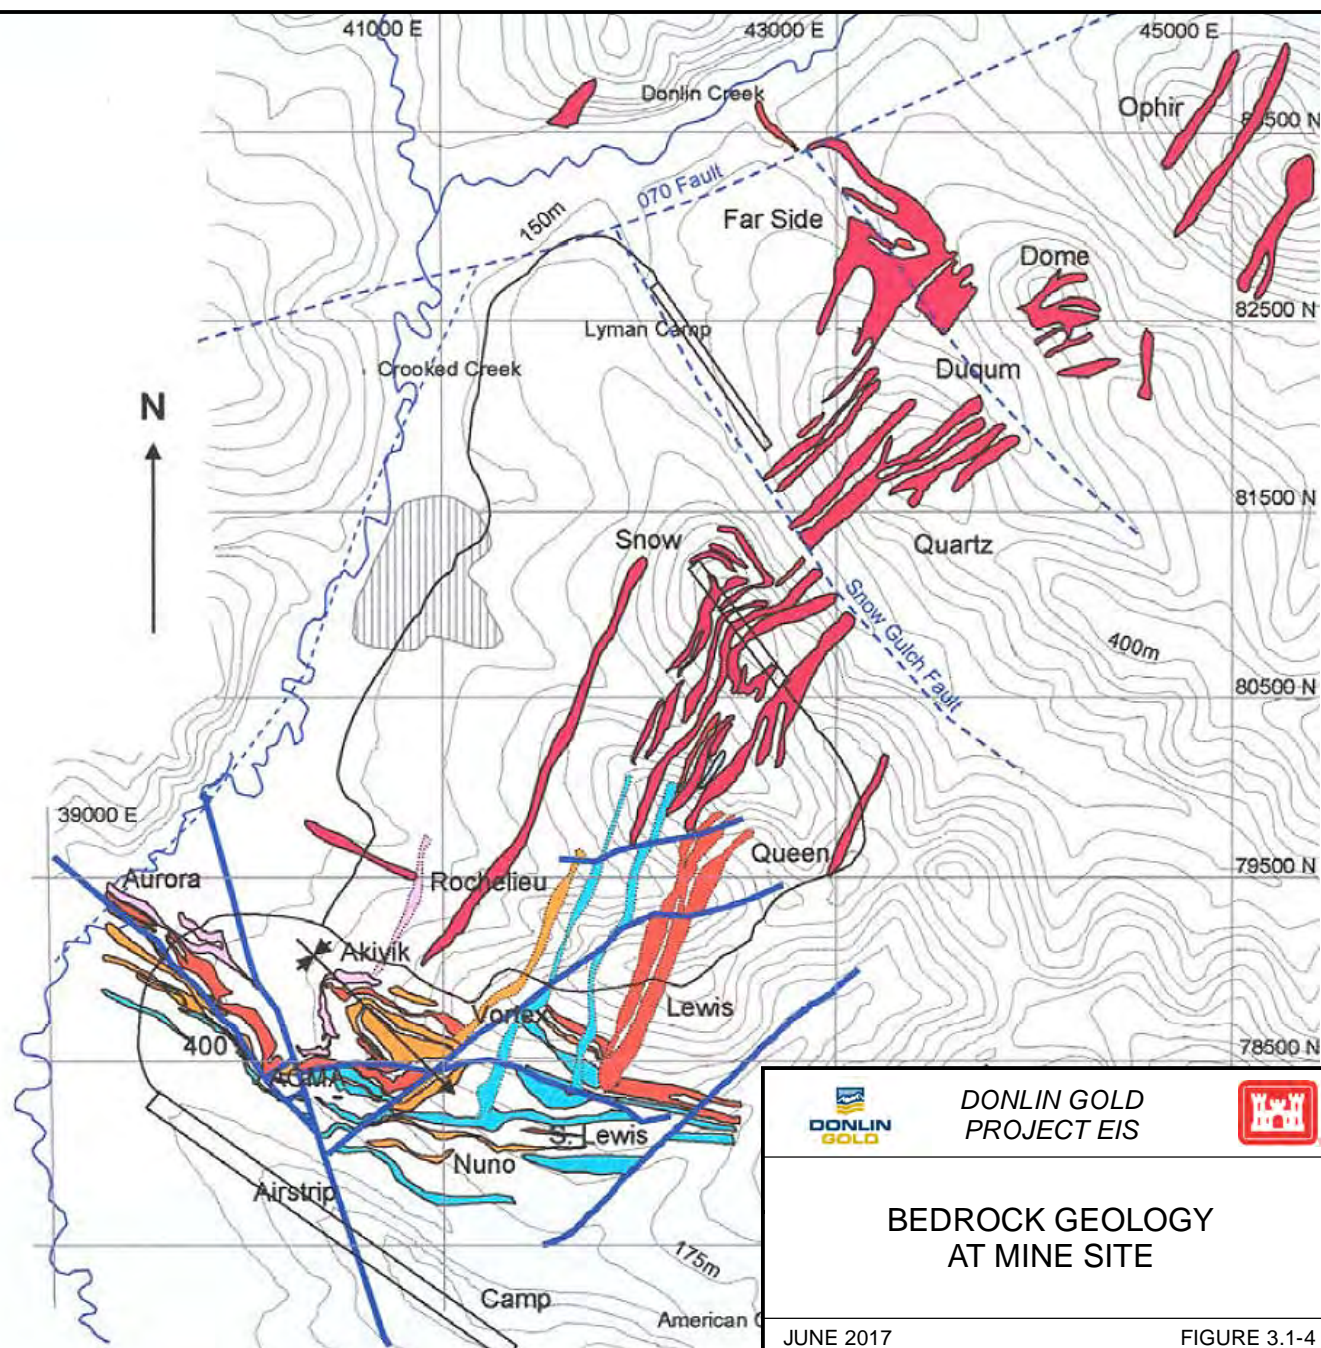 41000 E
43000 E
45000 E
Donlin Creek
Ophir
500 N
070 Fault
150m
Far Side
Dome
82500 N
Lyman Camp
Crooked Creek
Duqum
N
81500 N
Snow
Quartz
Snow Gulch Fault
400m
80500 N
39000 E
Queen
79500 N
Aurora
Rochelieu
Akivik
Vortex
Lewis
400
78500 N
ACMA
S. Lewis
Nuno
Airstrip
175m
Camp
American
DONLIN
GOLD
DONLIN GOLD
PROJECT EIS
BEDROCK GEOLOGY
AT MINE SITE
JUNE 2017
FIGURE 3.1-4